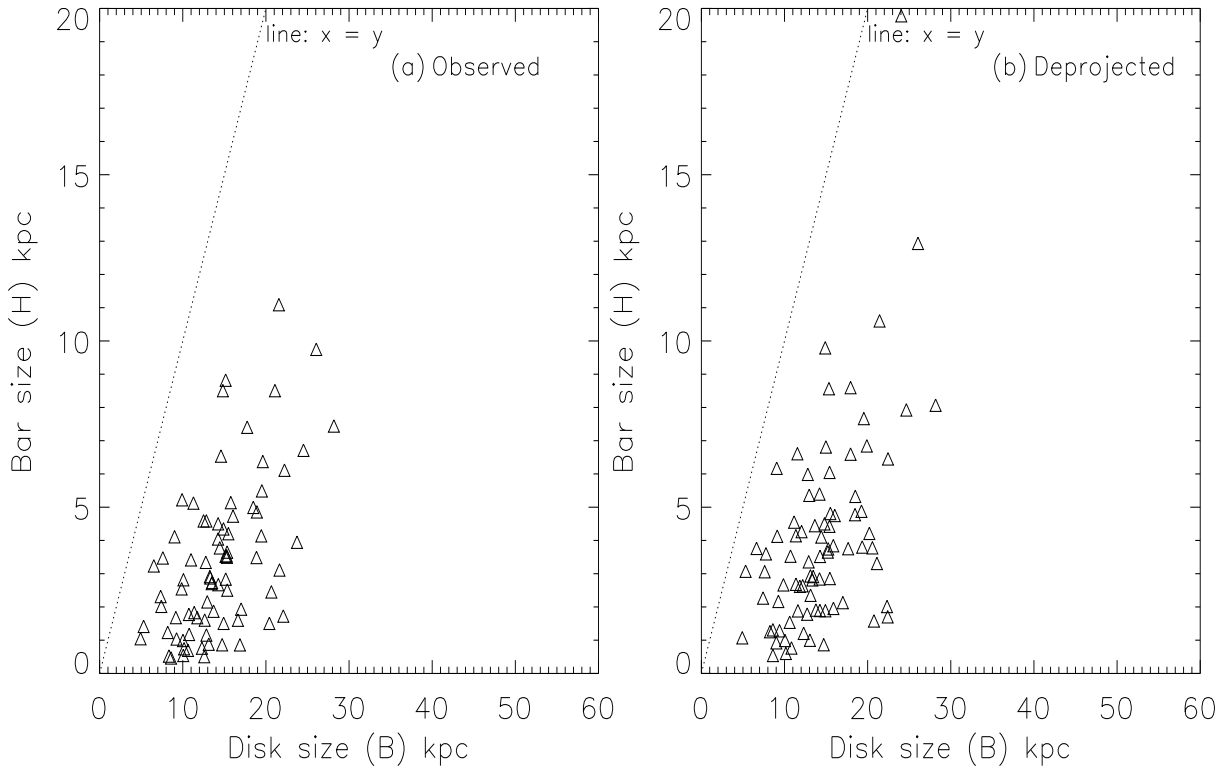 20
line: x = y
(a) Observed
15
10
5
0
0 10 20 30 40 50 60
Disk size (B) kpc
Bar size (H) kpc
20
line: x = y
(b) Deprojected
15
10
5
0
0 10 20 30 40 50 60
Disk size (B) kpc
Bar size (H) kpc